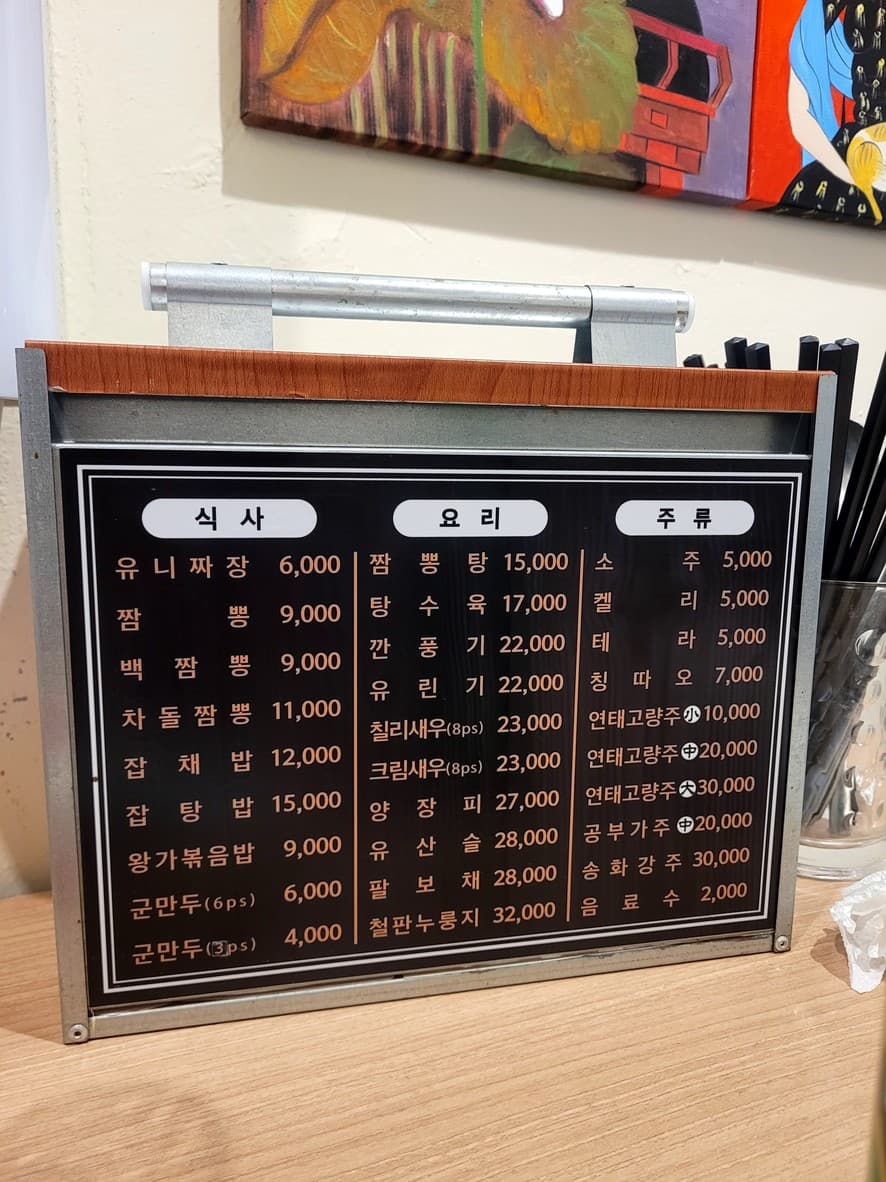 식사
유니짜장 6,000
짬뽕 9,000
백짬뽕 9,000
차돌짬뽕 11,000
잡채밥 12,000
잡탕밥 15,000
왕가볶음밥 9,000
군만두(6ps) 6,000
군만두(3ps) 4,000
요리
짬뽕탕 15,000
탕수육 17,000
깐풍기 22,000
유린기 22,000
칠리새우(8ps) 23,000
크림새우(8ps) 23,000
양장피 27,000
유산슬 28,000
팔보채 28,000
철판누룽지 32,000
주류
소주 5,000
켈리 5,000
테라 5,000
칭따오 7,000
연태고량주小 10,000
연태고량주中 20,000
연태고량주大 30,000
공부가주中 20,000
송화강주 30,000
음료수 2,000